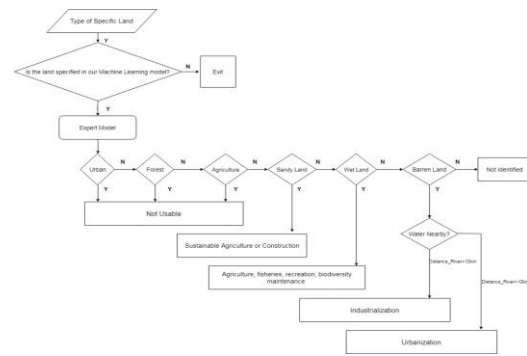 Type of Specific Land
Y
Is the land specified in our Machine Learning model?
N
Exit
Y
Expert Model
Urban
N
Forest
N
Agriculture
N
Sandy Land
N
Wet Land
N
Barren Land
N
Not Identified
Y
Y
Y
Y
Y
Y
Not Usable
Water Nearby?
Sustainable Agriculture or Construction
Agriculture, fisheries, recreation, biodiversity
maintenance
Industrialization
Urbanization